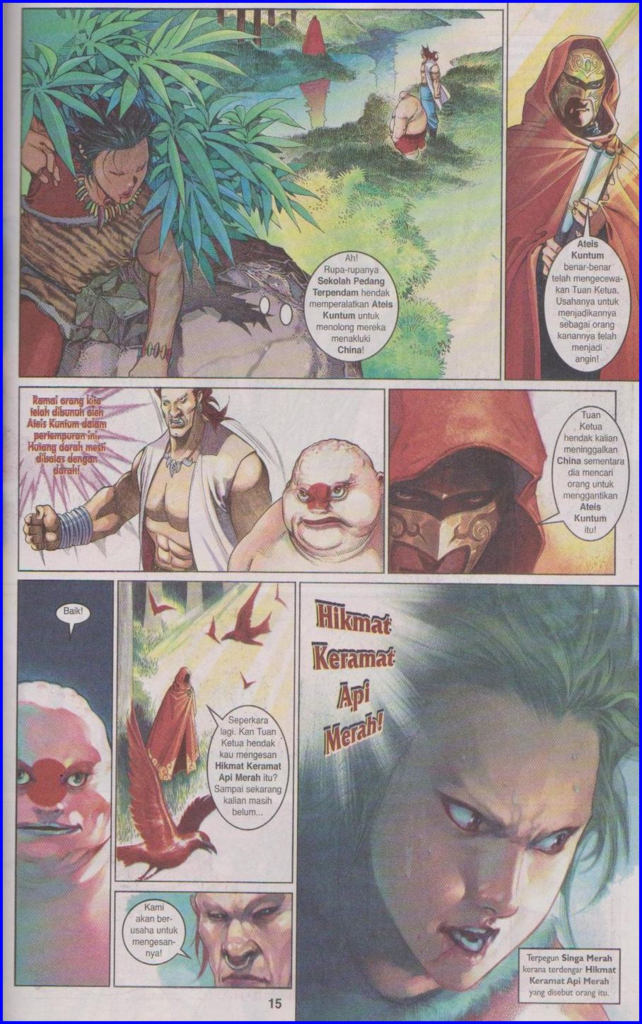 Ah!
Rupa-rupanya
Sekolah Pedang
Terpendam hendak
memperalatkan Ateis
Kuntum untuk
menolong mereka
menakluki
China!
Ateis
Kuntum
benar-benar
telah mengecewa-
kan Tuan Ketua.
Usahanya untuk
menjadikannya
sebagai orang
kanannya telah
menjadi
angin!
Ramai orang kita
telah dibunuh oleh
Ateis Kuntum dalam
pertempuran ini.
Hutang darah mesti
dibalas dengan
darah!
Tuan
Ketua
hendak kalian
meninggalkan
China sementara
dia mencari
orang untuk
menggantikan
Ateis
Kuntum
itu!
Baik!
Seperkara
lagi. Kan Tuan
Ketua hendak
kau mengesan
Hikmat Keramat
Api Merah itu?
Sampai sekarang
kalian masih
belum...
Kami
akan ber-
usaha untuk
mengesan-
nya!
Hikmat
Keramat
Api
Merah!
Terpegun Singa Merah
kerana terdengar Hikmat
Keramat Api Merah
yang disebut orang itu.
15